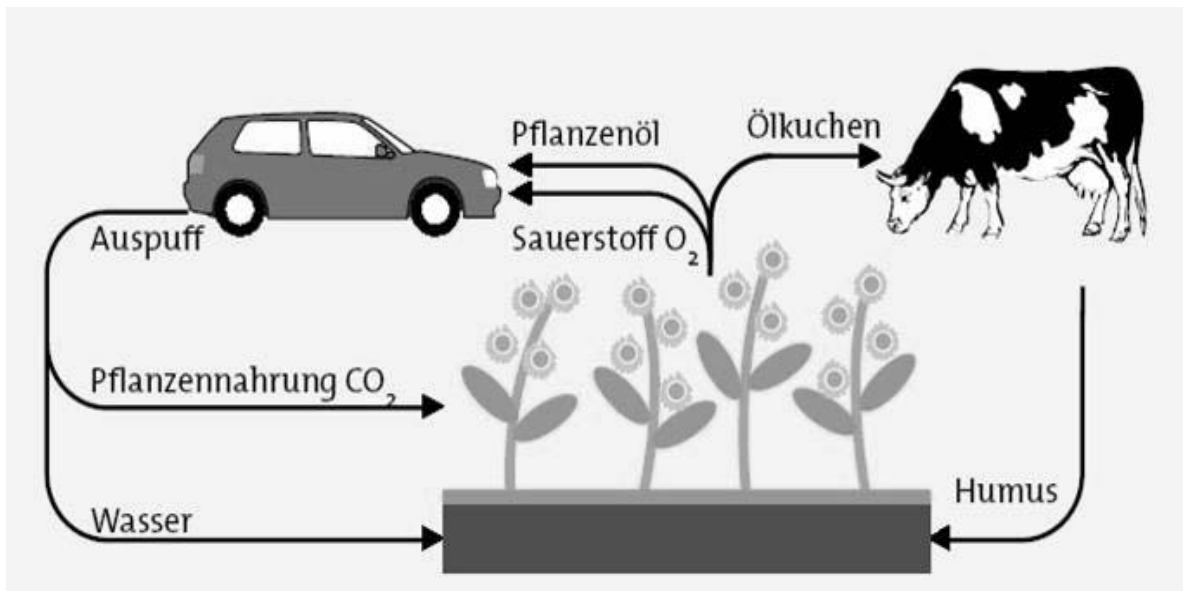 Pflanzenöl
Ölkuchen
Auspuff
Sauerstoff O₂
Pflanzennahrung CO₂
Humus
Wasser